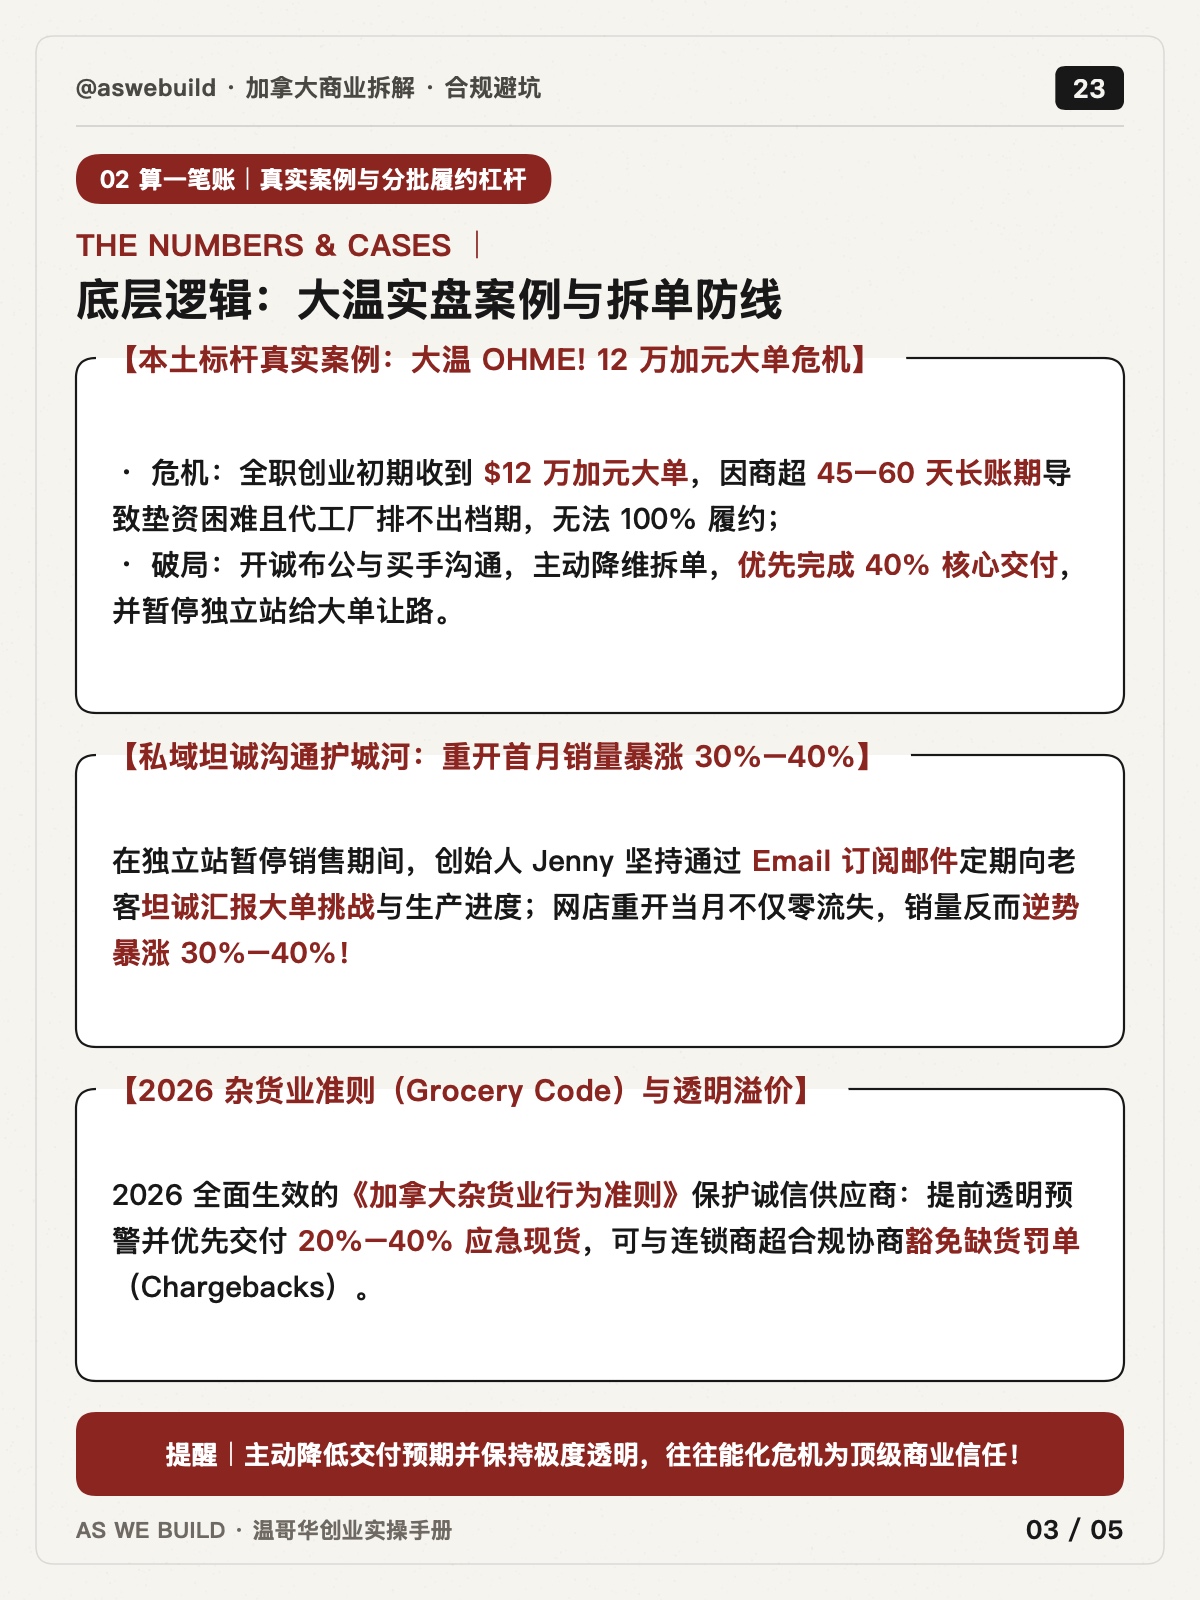 @aswebuild · 加拿大商业拆解 · 合规避坑
23
02 算一笔账｜真实案例与分批履约杠杆
THE NUMBERS & CASES ｜
底层逻辑：大温实盘案例与拆单防线
【本土标杆真实案例：大温 OHME! 12 万加元大单危机】
· 危机：全职创业初期收到 $12 万加元大单，因商超 45—60 天长账期导
致垫资困难且代工厂排不出档期，无法 100% 履约；
· 破局：开诚布公与买手沟通，主动降维拆单，优先完成 40% 核心交付，
并暂停独立站给大单让路。
【私域坦诚沟通护城河：重开首月销量暴涨 30%—40%】
在独立站暂停销售期间，创始人 Jenny 坚持通过 Email 订阅邮件定期向老
客坦诚汇报大单挑战与生产进度；网店重开当月不仅零流失，销量反而逆势
暴涨 30%—40%！
【2026 杂货业准则（Grocery Code）与透明溢价】
2026 全面生效的《加拿大杂货业行为准则》保护诚信供应商：提前透明预
警并优先交付 20%—40% 应急现货，可与连锁商超合规协商豁免缺货罚单
（Chargebacks）。
提醒｜主动降低交付预期并保持极度透明，往往能化危机为顶级商业信任！
AS WE BUILD · 温哥华创业实操手册
03 / 05